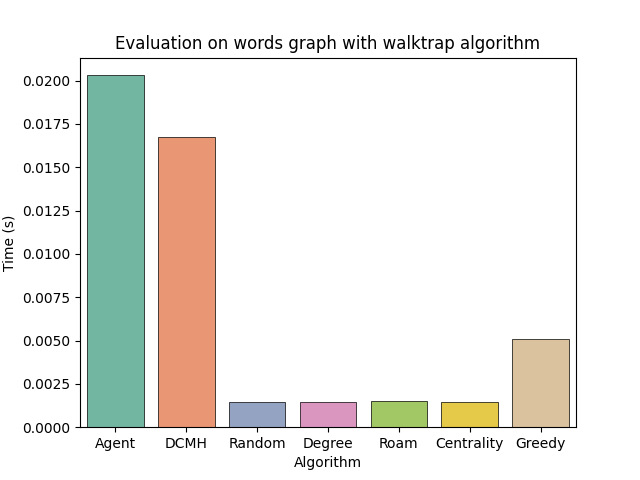 Evaluation on words graph with walktrap algorithm
Time (s)
0.0200
0.0175
0.0150
0.0125
0.0100
0.0075
0.0050
0.0025
0.0000
Agent DCMH Random Degree Roam Centrality Greedy
Algorithm